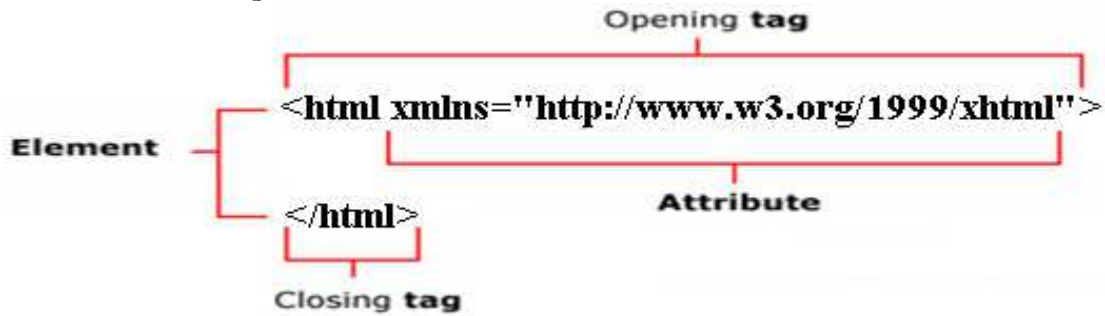 Opening tag
<html xmlns="http://www.w3.org/1999/xhtml">
Element
Attribute
</html>
Closing tag